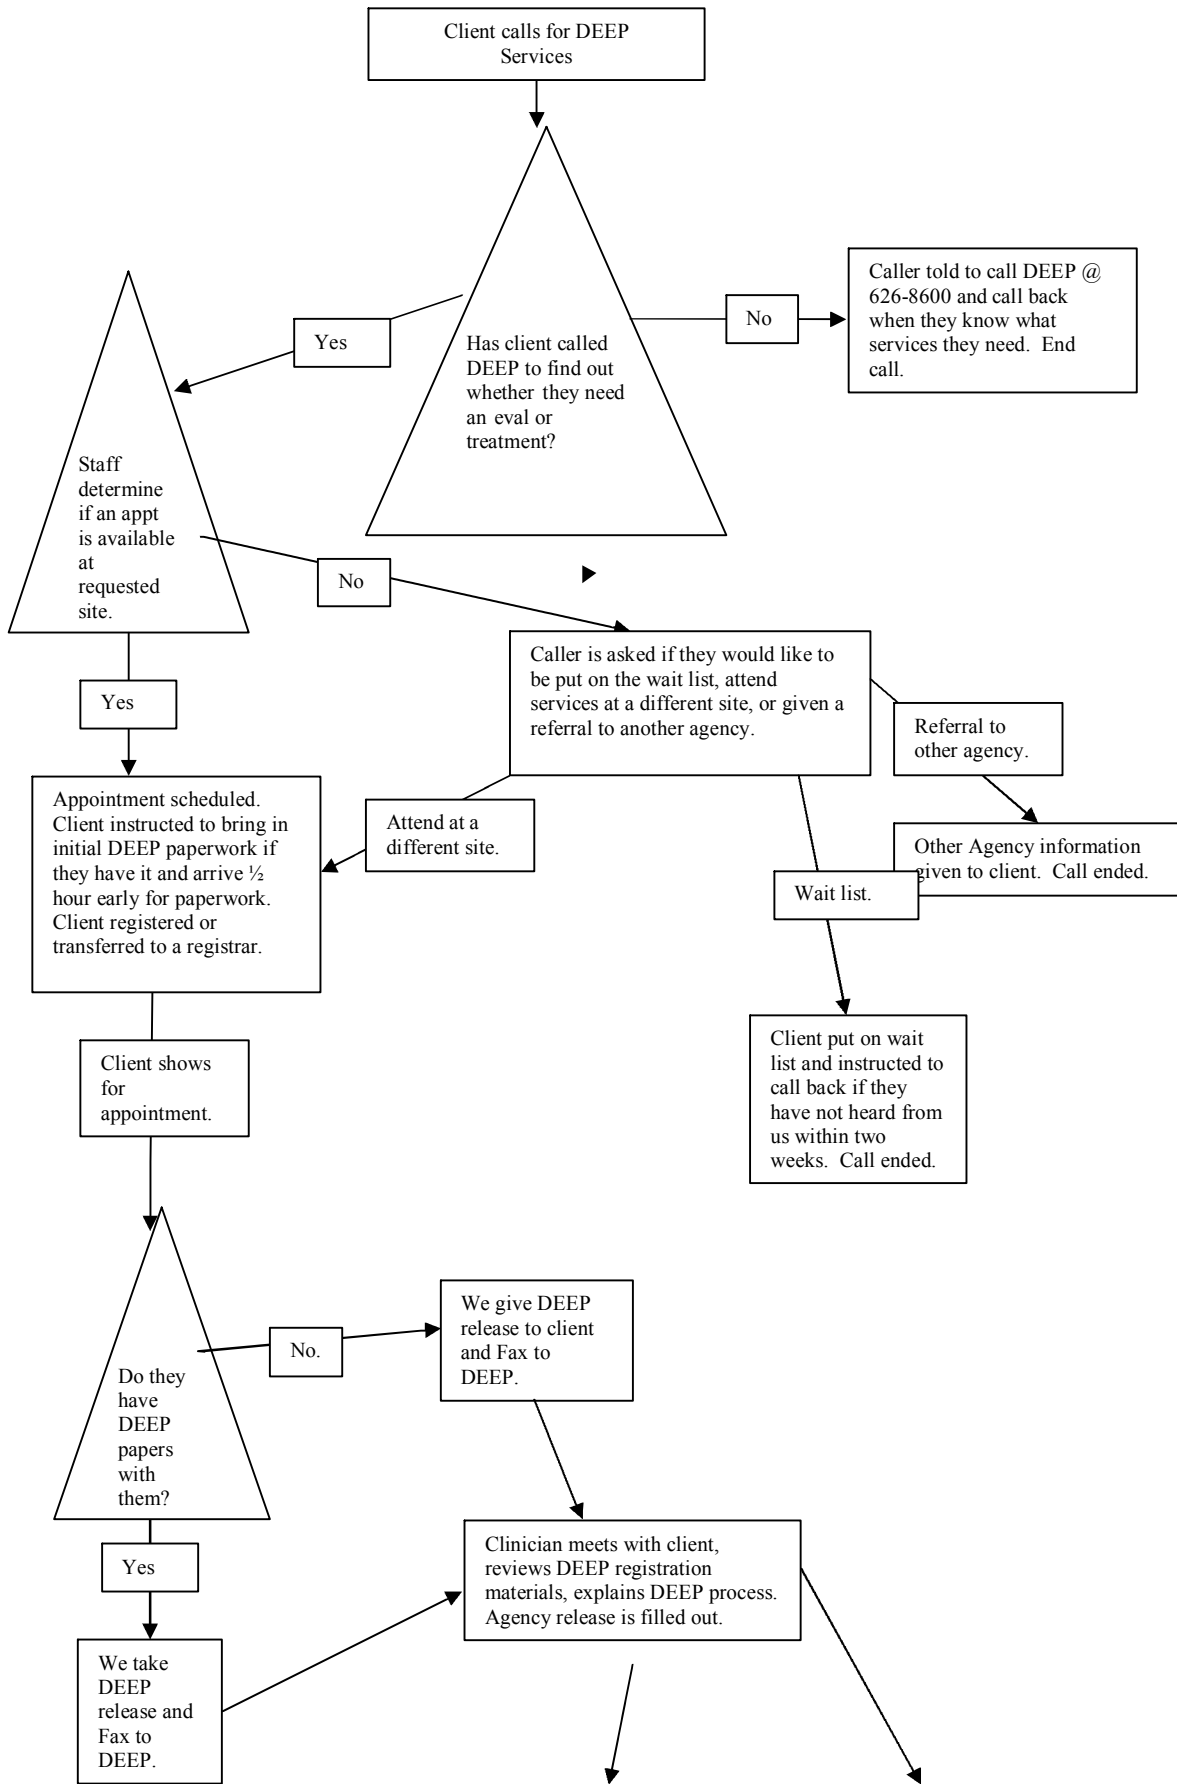 Client calls for DEEP
Services
Caller told to call DEEP @
626-8600 and call back
when they know what
services they need.  End
call.
No
Yes
Has client called
DEEP to find out
whether they need
an eval or
treatment?
Staff
determine
if an appt
is available
at
requested
site.
No
Caller is asked if they would like to
be put on the wait list, attend
services at a different site, or given a
referral to another agency.
Yes
Referral to
other agency.
Appointment scheduled.
Client instructed to bring in
initial DEEP paperwork if
they have it and arrive ½
hour early for paperwork.
Client registered or
transferred to a registrar.
Attend at a
different site.
Other Agency information
given to client.  Call ended.
Wait list.
Client put on wait
list and instructed to
call back if they
have not heard from
us within two
weeks.  Call ended.
Client shows
for
appointment.
We give DEEP
release to client
and Fax to
DEEP.
No.
Do they
have
DEEP
papers
with
them?
Clinician meets with client,
reviews DEEP registration
materials, explains DEEP process.
Agency release is filled out.
Yes
We take
DEEP
release and
Fax to
DEEP.